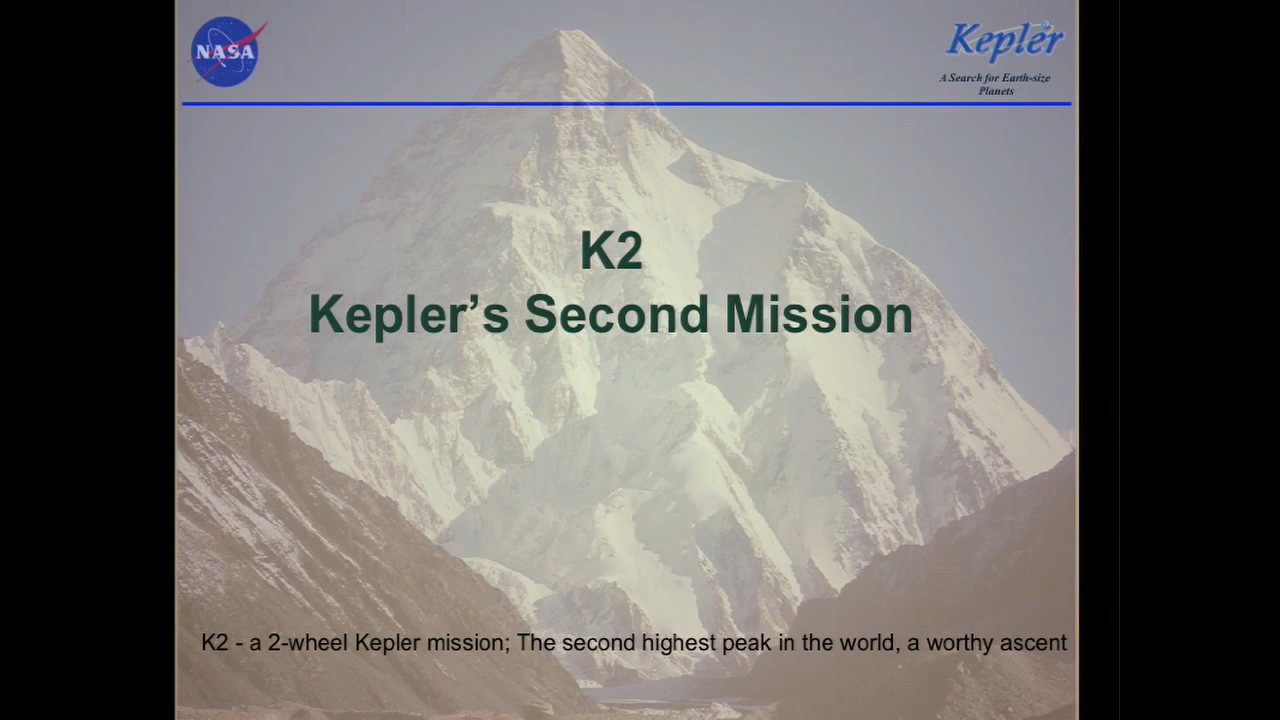 NASA
Kepler
A Search for Earth-size
Planets
K2
Kepler’s Second Mission
K2 - a 2-wheel Kepler mission; The second highest peak in the world, a worthy ascent